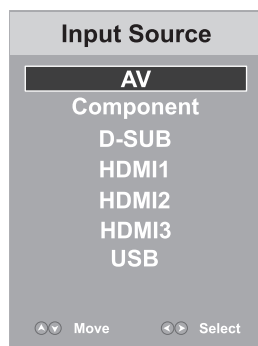 Input Source
AV
Component
D-SUB
HDMI1
HDMI2
HDMI3
USB
Move Select